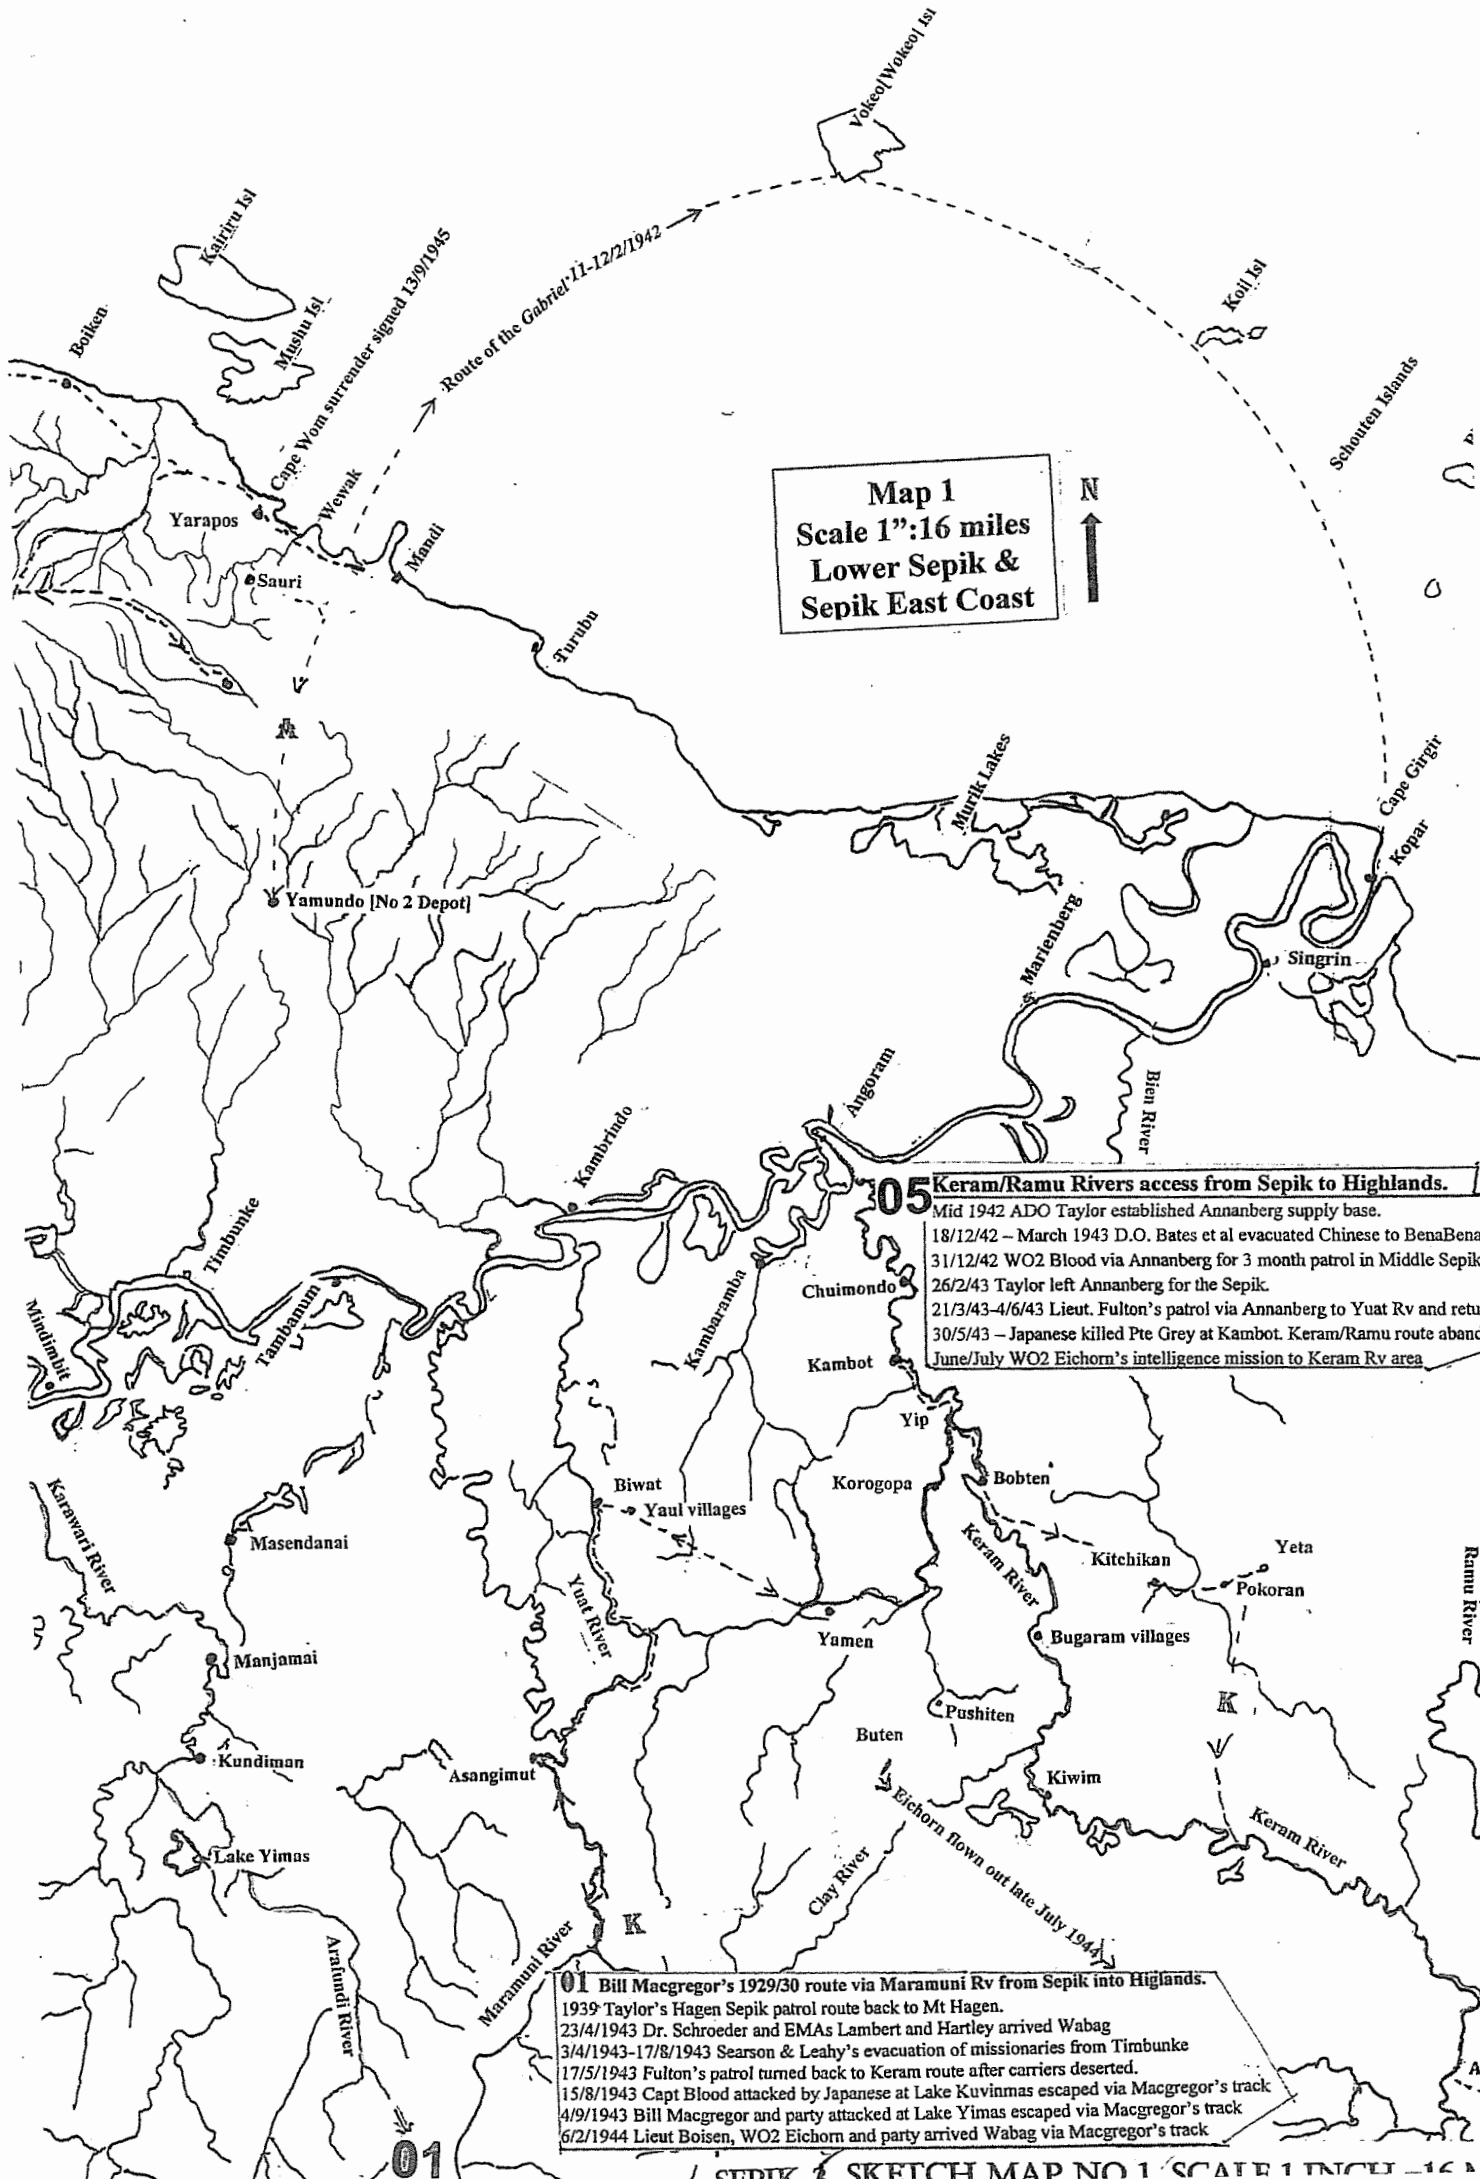 Vokeo[Wokeo] Isl
Kairiru Isl
Mushu Isl
Boiken
Cape Wom surrender signed 13/9/1945
Route of the Gabriel 11-12/2/1942
Koil Isl
Schouten Islands
Map 1
Scale 1”:16 miles
Lower Sepik &
Sepik East Coast
N
Yarapos
Wewak
Mandi
Sauri
Turubu
A
Murik Lakes
Cape Girgir
Kopar
Yamundo [No 2 Depot]
Marienberg
Singrin
Angoram
Bien River
Kambrindo
Timbunke
05 Keram/Ramu Rivers access from Sepik to Highlands.
Mid 1942 ADO Taylor established Annanberg supply base.
18/12/42 – March 1943 D.O. Bates et al evacuated Chinese to BenaBena
31/12/42 WO2 Blood via Annanberg for 3 month patrol in Middle Sepik
26/2/43 Taylor left Annanberg for the Sepik.
21/3/43-4/6/43 Lieut. Fulton's patrol via Annanberg to Yuat Rv and retu
30/5/43 – Japanese killed Pte Grey at Kambot. Keram/Ramu route aband
June/July WO2 Eichorn's intelligence mission to Keram Rv area
Mindimbit
Tambanum
Kambaramba
Chuimondo
Kambot
Yip
Biwat
Yaul villages
Korogopa
Bobten
Karawari River
Masendanai
Keram River
Kitchikan
Yeta
Pokoran
Ramu River
Yuat River
Yamen
Bugaram villages
Manjamai
K
Pushiten
Buten
Kundiman
Asangimut
Kiwim
Eichorn flown out late July 1944
Keram River
Lake Yimas
Clay River
K
Arafundi River
Maramuni River
01 Bill Macgregor's 1929/30 route via Maramuni Rv from Sepik into Higlands.
1939 Taylor's Hagen Sepik patrol route back to Mt Hagen.
23/4/1943 Dr. Schroeder and EMAs Lambert and Hartley arrived Wabag
3/4/1943-17/8/1943 Searson & Leahy's evacuation of missionaries from Timbunke
17/5/1943 Fulton's patrol turned back to Keram route after carriers deserted.
15/8/1943 Capt Blood attacked by Japanese at Lake Kuvinmas escaped via Macgregor's track
4/9/1943 Bill Macgregor and party attacked at Lake Yimas escaped via Macgregor's track
6/2/1944 Lieut Boisen, WO2 Eichorn and party arrived Wabag via Macgregor's track
A
01
SEPIK SKETCH MAP NO 1 SCALE 1 INCH =16 M